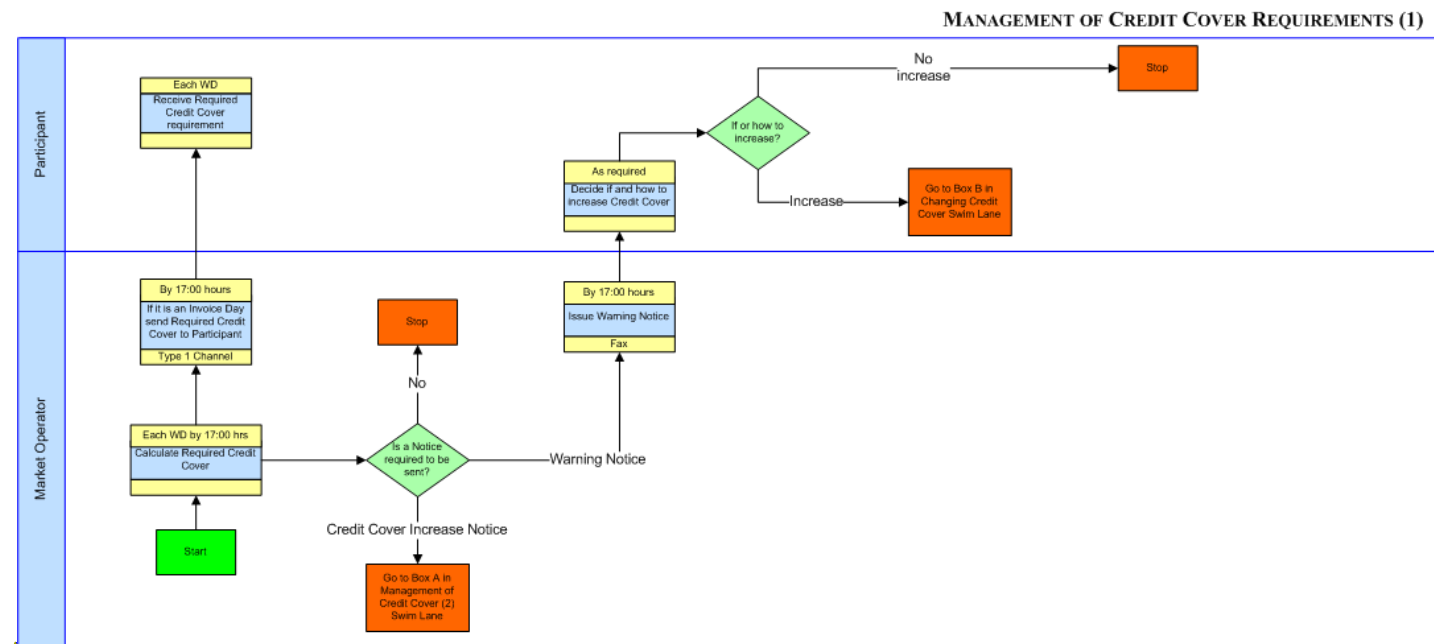 MANAGEMENT OF CREDIT COVER REQUIREMENTS (1)
Participant
Each WD
Receive Required
Credit Cover
requirement
No
increase
Stop
If or how to
increase?
As required
Decide if and how to
increase Credit Cover
Increase
Go to Box B in
Changing Credit
Cover Swim Lane
Market Operator
By 17:00 hours
If it is an Invoice Day
send Required Credit
Cover to Participant
Type 1 Channel
Stop
By 17:00 hours
Issue Warning Notice
Fax
No
Each WD by 17:00 hrs
Calculate Required Credit
Cover
Is a Notice
required to be
sent?
Warning Notice
Credit Cover Increase Notice
Start
Go to Box A in
Management of
Credit Cover (2)
Swim Lane